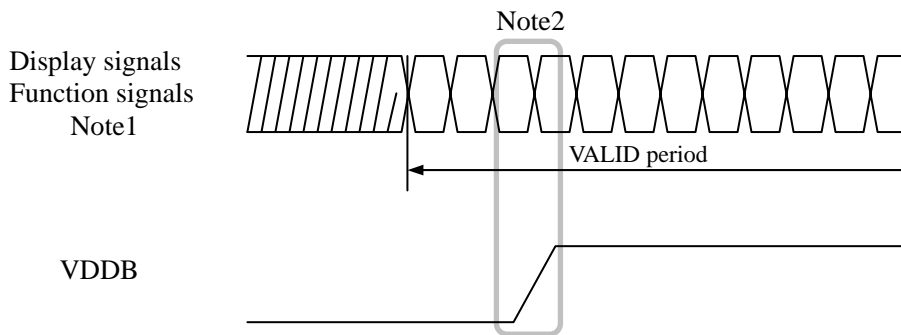 Note2
Display signals
Function signals
Note1
VALID period
VDDB